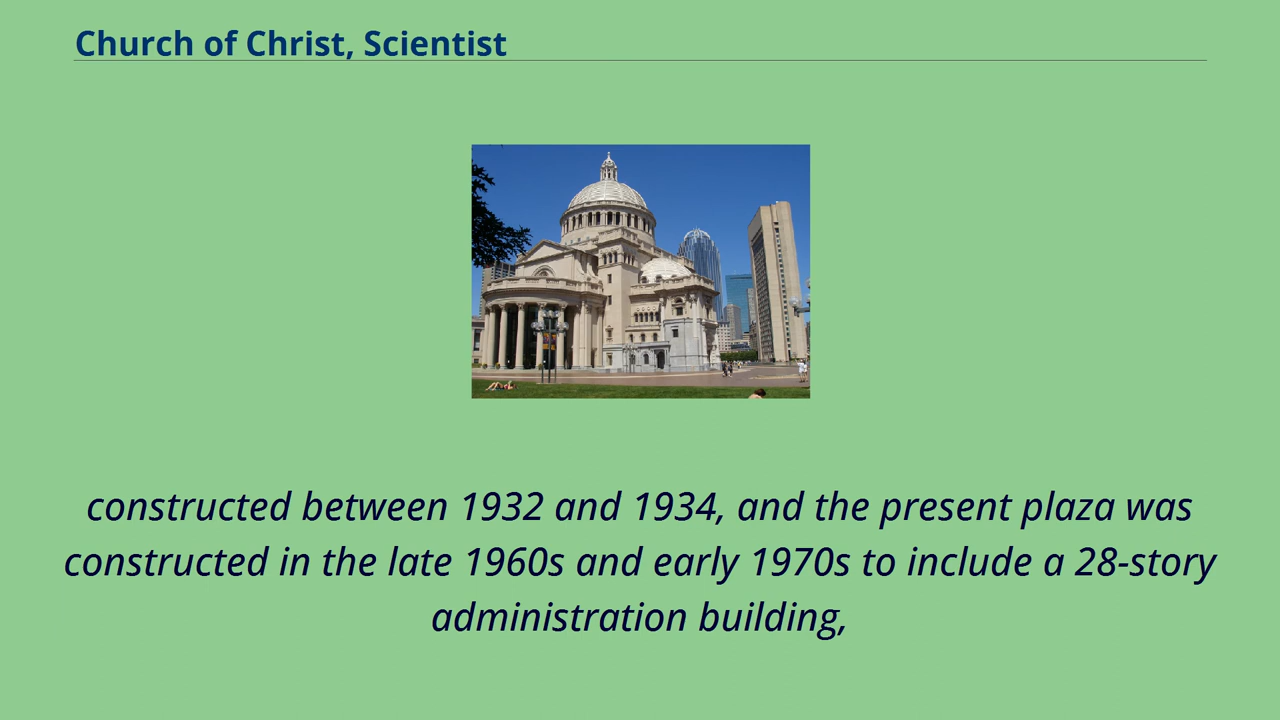 Church of Christ, Scientist
constructed between 1932 and 1934, and the present plaza was
constructed in the late 1960s and early 1970s to include a 28-story
administration building,